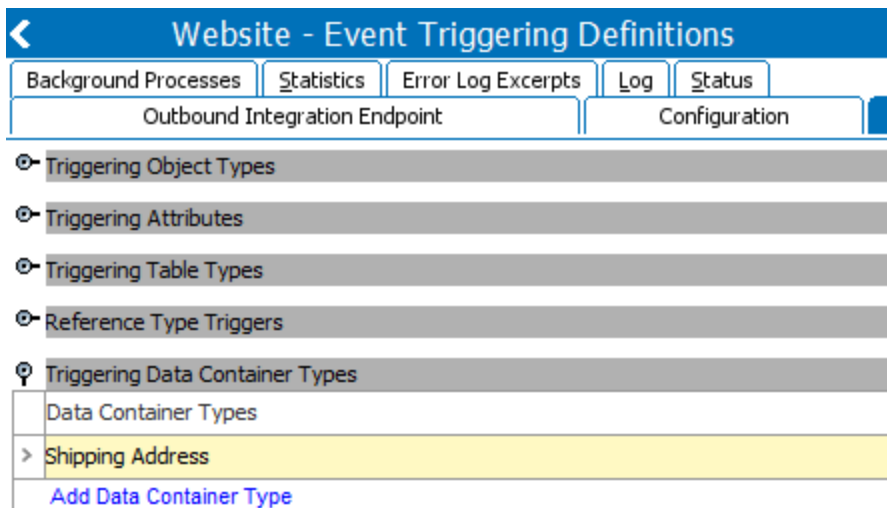 Website - Event Triggering Definitions
Background Processes Statistics Error Log Excerpts Log Status
Outbound Integration Endpoint Configuration
Triggering Object Types
Triggering Attributes
Triggering Table Types
Reference Type Triggers
Triggering Data Container Types
Data Container Types
> Shipping Address
Add Data Container Type